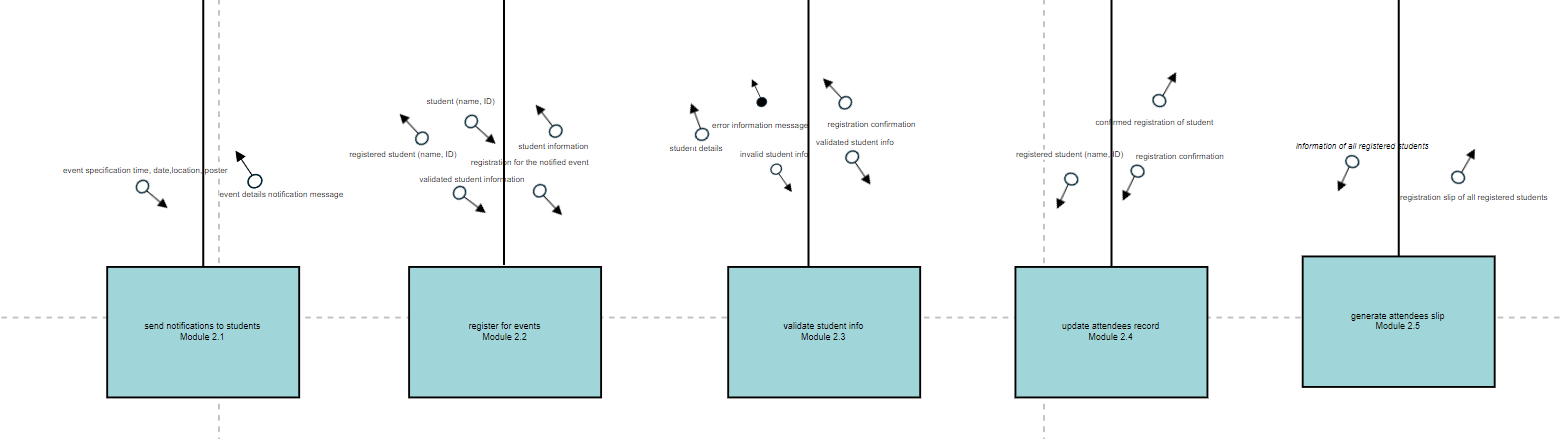 event specification time, date,location, poster
event details notification message
send notifications to students
Module 2.1
student (name, ID)
registered student (name, ID)
student information
registration for the notified event
validated student information
register for events
Module 2.2
error information message
student details
invalid student info
registration confirmation
validated student info
validate student info
Module 2.3
confirmed registration of student
registered student (name, ID)
registration confirmation
update attendees record
Module 2.4
Information of all registered students
registration slip of all registered students
generate attendees slip
Module 2.5